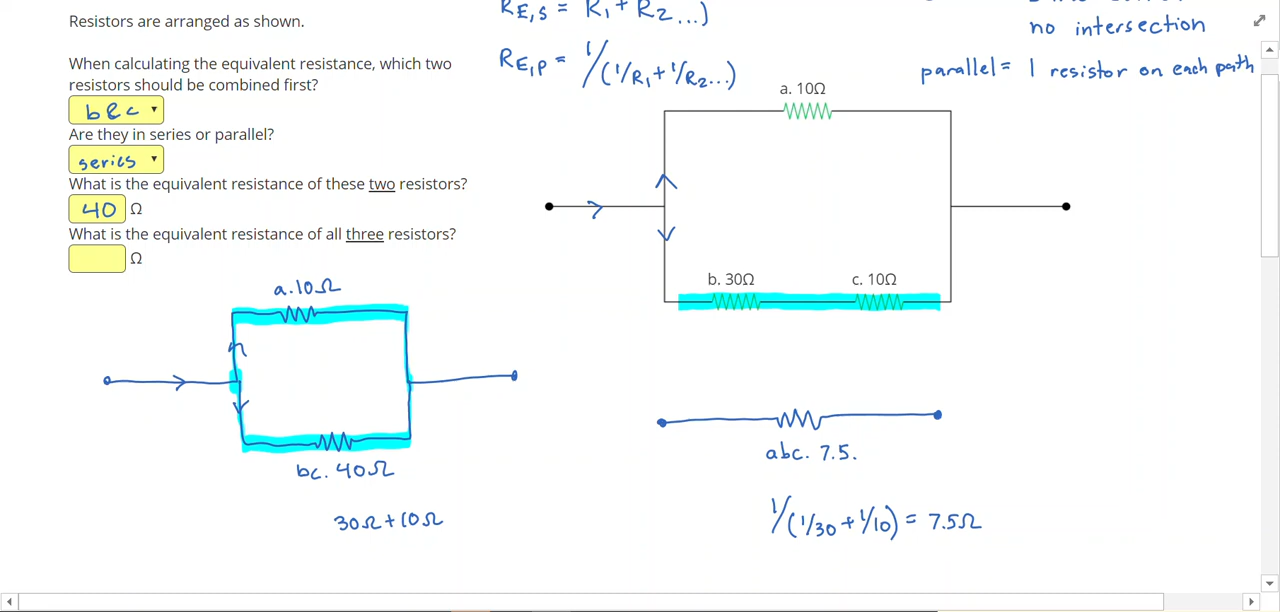 Resistors are arranged as shown.
When calculating the equivalent resistance, which two
resistors should be combined first?
b & c
Are they in series or parallel?
series
What is the equivalent resistance of these two resistors?
40 Ω
What is the equivalent resistance of all three resistors?
Ω
RE,S = R1 + R2 ...)
RE,P = 1/(1/R1 + 1/R2...)
no intersection
parallel = 1 resistor on each path
a. 10Ω
b. 30Ω
c. 10Ω
a. 10Ω
bc. 40Ω
30Ω + 10Ω
abc. 7.5.
1/(1/30 + 1/10) = 7.5Ω